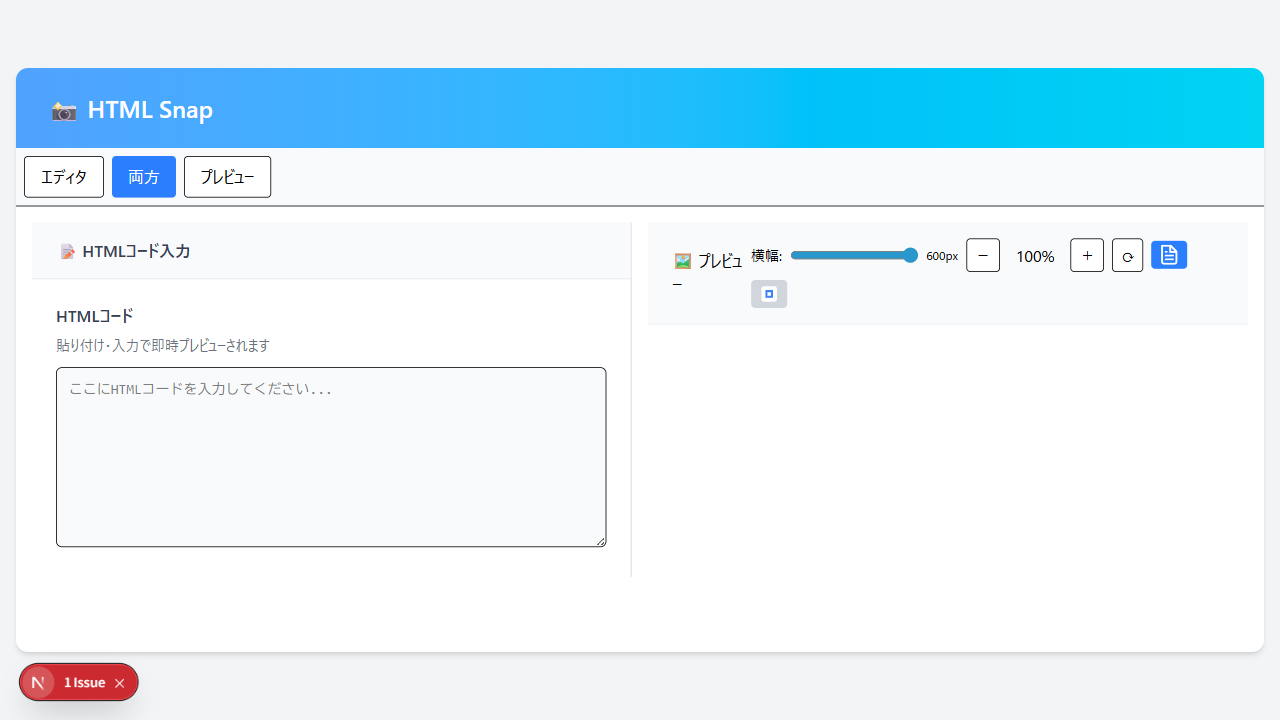 HTML Snap
エディタ
両方
プレビュー
HTMLコード入力
HTMLコード
貼り付け・入力で即時プレビューされます
ここにHTMLコードを入力してください...
プレビュ
ー
横幅:
600px
−
100%
+
⟳
N
1 Issue
×